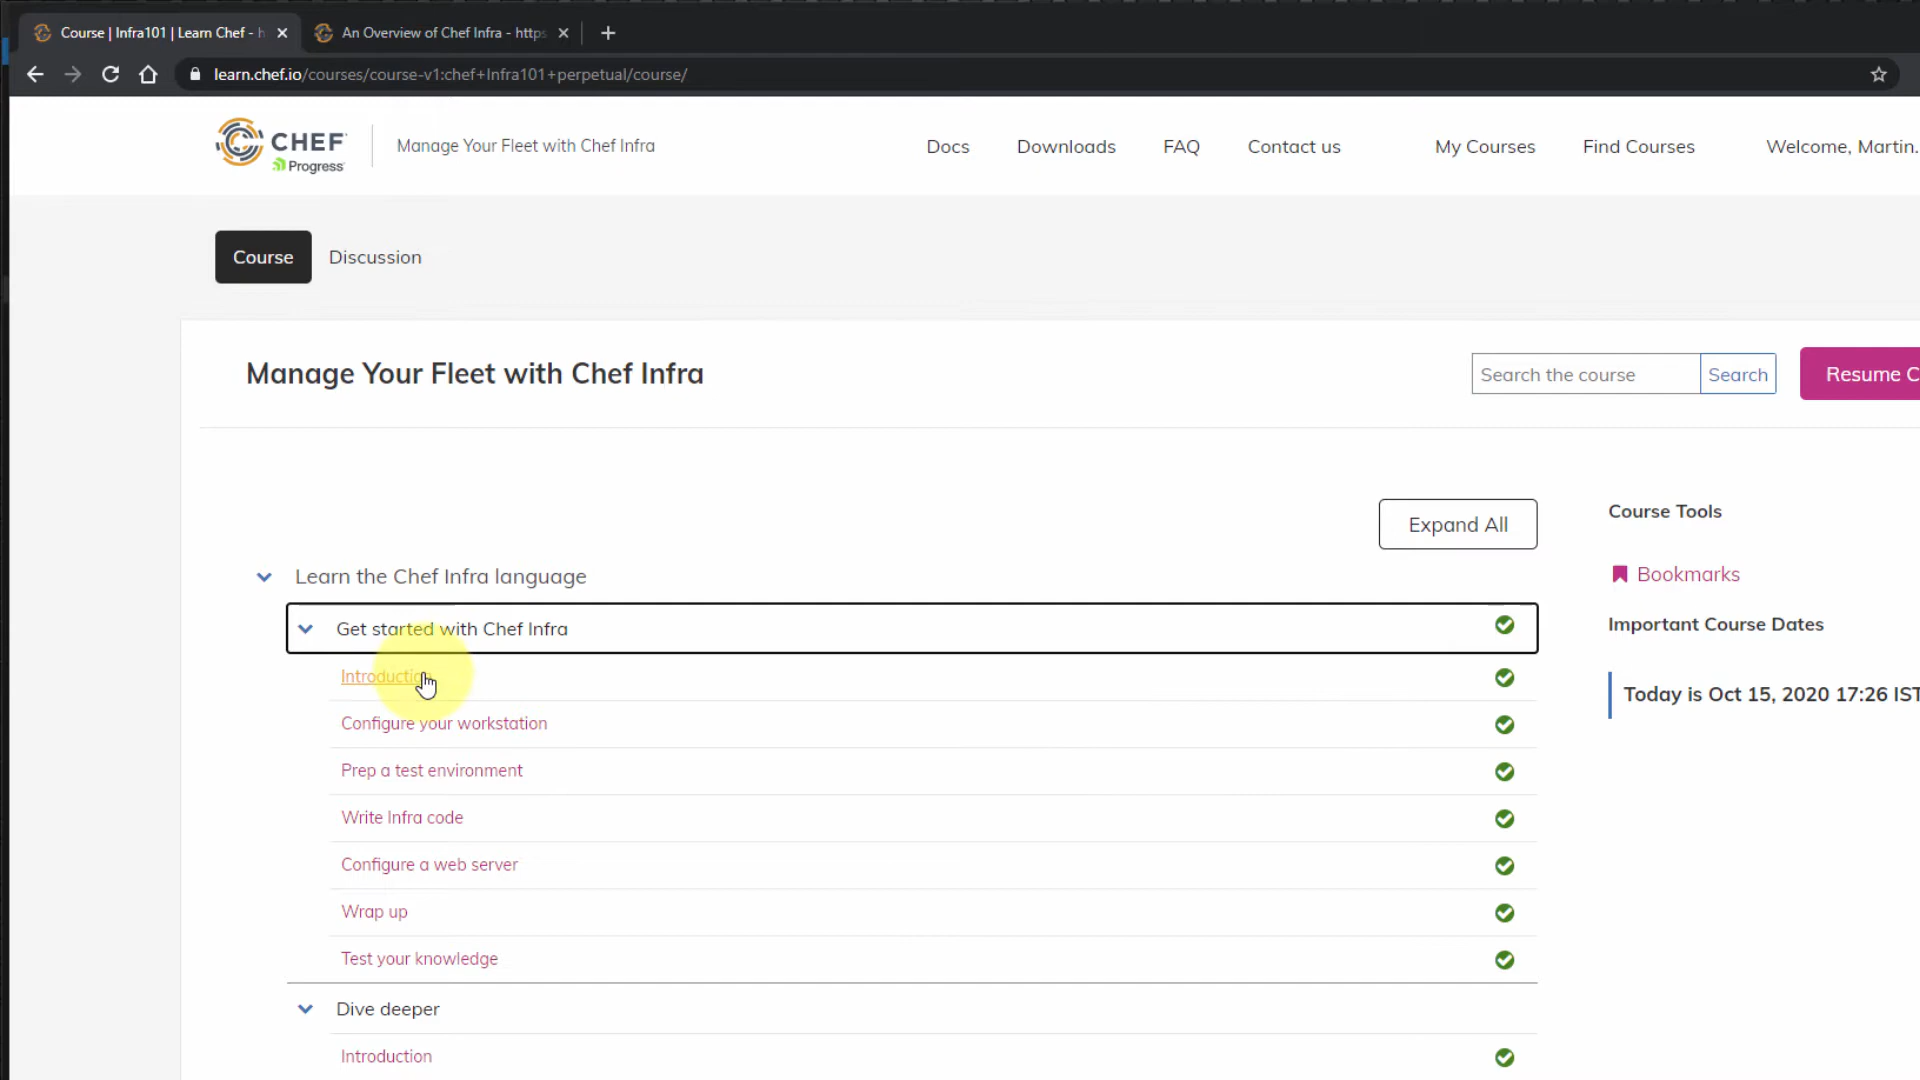 Course | Infra101 | Learn Chef - h
An Overview of Chef Infra - https
learn.chef.io/courses/course-v1:chef+Infra101+perpetual/course/
CHEF
Progress
Manage Your Fleet with Chef Infra
Docs
Downloads
FAQ
Contact us
My Courses
Find Courses
Welcome, Martin.
Course
Discussion
Manage Your Fleet with Chef Infra
Search the course
Search
Resume C
Expand All
Course Tools
Learn the Chef Infra language
Bookmarks
Get started with Chef Infra
Important Course Dates
Introduction
Today is Oct 15, 2020 17:26 IST
Configure your workstation
Prep a test environment
Write Infra code
Configure a web server
Wrap up
Test your knowledge
Dive deeper
Introduction